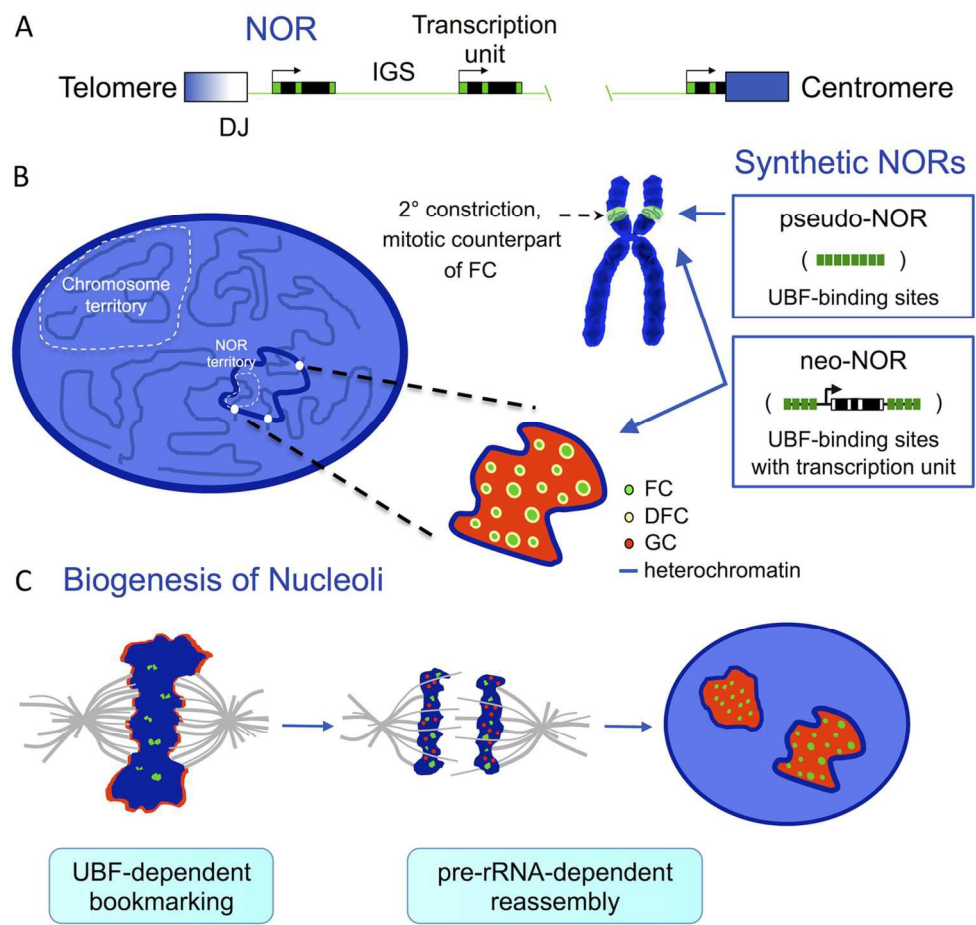 A
NOR
Transcription
unit
Telomere
IGS
Centromere
DJ
B
Synthetic NORs
2° constriction,
mitotic counterpart
of FC
pseudo-NOR
( )
UBF-binding sites
Chromosome
territory
NOR
territory
neo-NOR
( )
UBF-binding sites
with transcription unit
FC
DFC
GC
heterochromatin
C Biogenesis of Nucleoli
UBF-dependent
bookmarking
pre-rRNA-dependent
reassembly